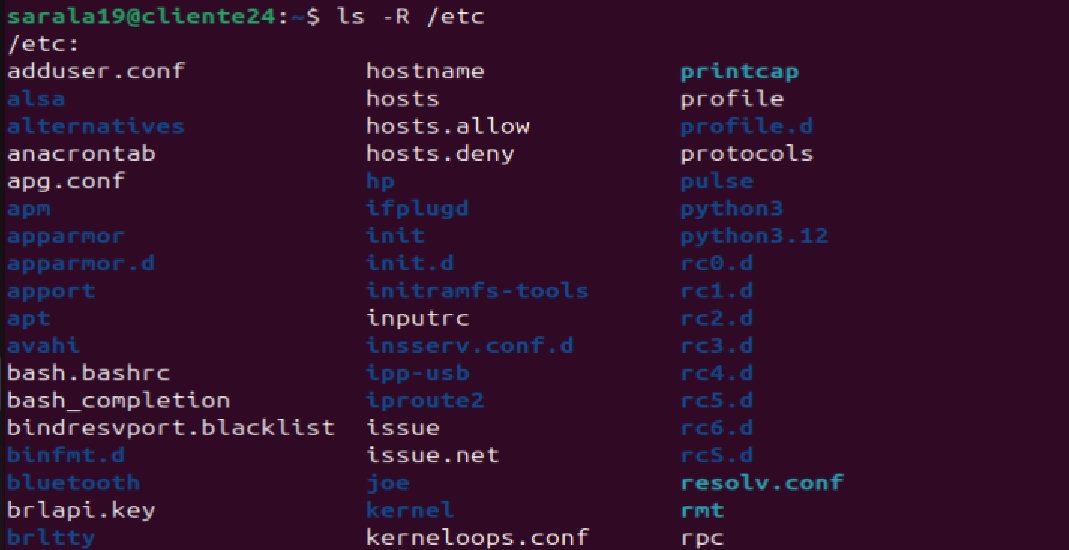 sarala19@cliente24:~$ ls -R /etc
/etc:
adduser.conf hostname printcap
alsa hosts profile
alternatives hosts.allow profile.d
anacrontab hosts.deny protocols
apg.conf hp pulse
apm ifplugd python3
apparmor init python3.12
apparmor.d init.d rc0.d
apport initramfs-tools rc1.d
apt inputrc rc2.d
avahi insserv.conf.d rc3.d
bash.bashrc ipp-usb rc4.d
bash_completion iproute2 rc5.d
bindresvport.blacklist issue rc6.d
binfmt.d issue.net rcS.d
bluetooth joe resolv.conf
brlapi.key kernel rmt
brltty kerneloops.conf rpc